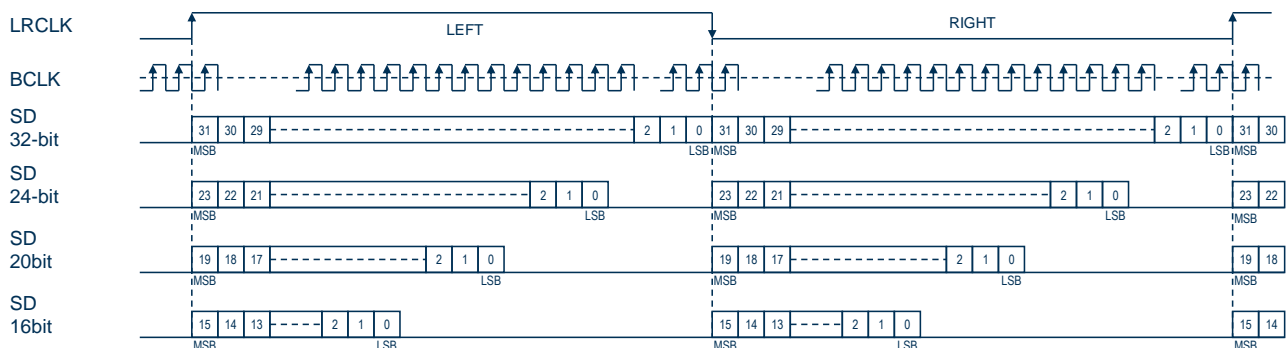 LRCLK LEFT RIGHT
BCLK
SD
32-bit
31 30 29 2 1 0 31 30 29 2 1 0 31 30
MSB LSB MSB LSB MSB
SD
24-bit
23 22 21 2 1 0 23 22 21 2 1 0 23 22
MSB LSB MSB LSB MSB
SD
20bit
19 18 17 2 1 0 19 18 17 2 1 0 19 18
MSB LSB MSB LSB MSB
SD
16bit
15 14 13 2 1 0 15 14 13 2 1 0 15 14
MSB LSB MSB LSB MSB